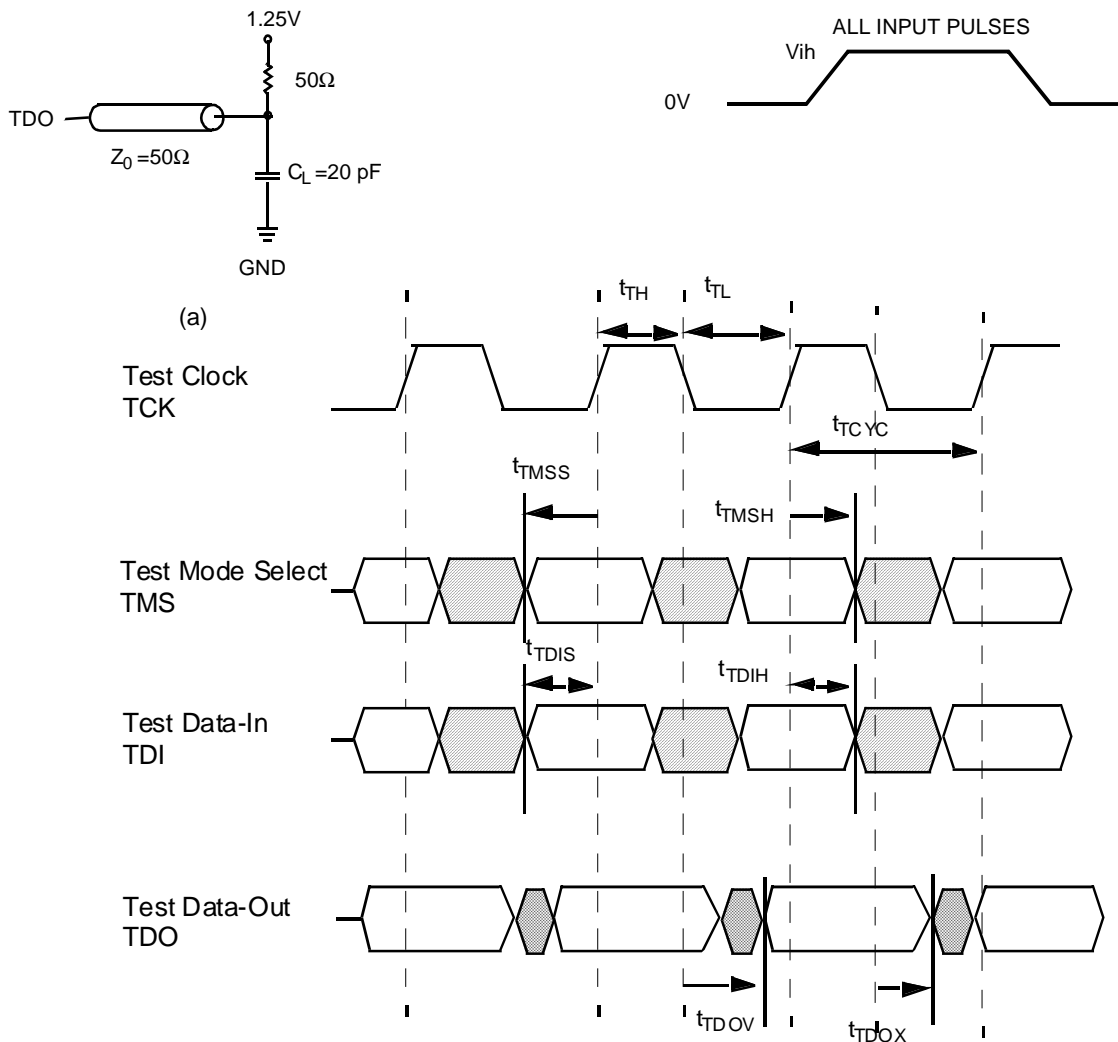 1.25V
50Ω
TDO
Z0 =50Ω
CL =20 pF
GND
(a)
ALL INPUT PULSES
Vih
0V
tTH
tTL
Test Clock
TCK
tTCYC
tTMSS
tTMSH
Test Mode Select
TMS
tTDIS
tTDIH
Test Data-In
TDI
Test Data-Out
TDO
tTDOV
tTDOX